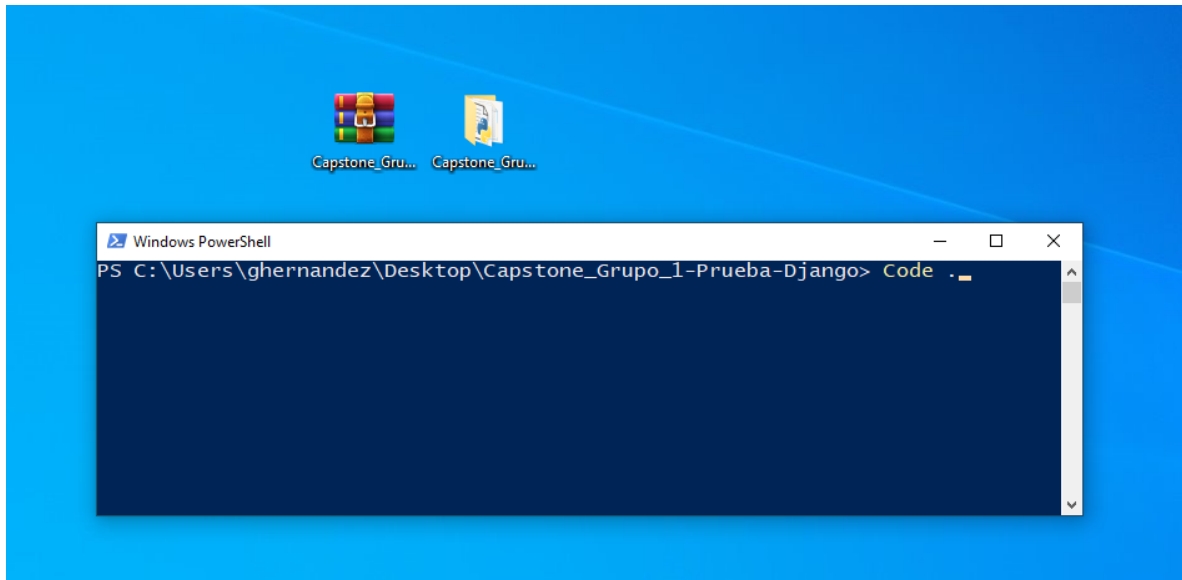 Capstone_Gru... Capstone_Gru...
Windows PowerShell
PS C:\Users\ghernandez\Desktop\Capstone_Grupo_1-Prueba-Django> Code .